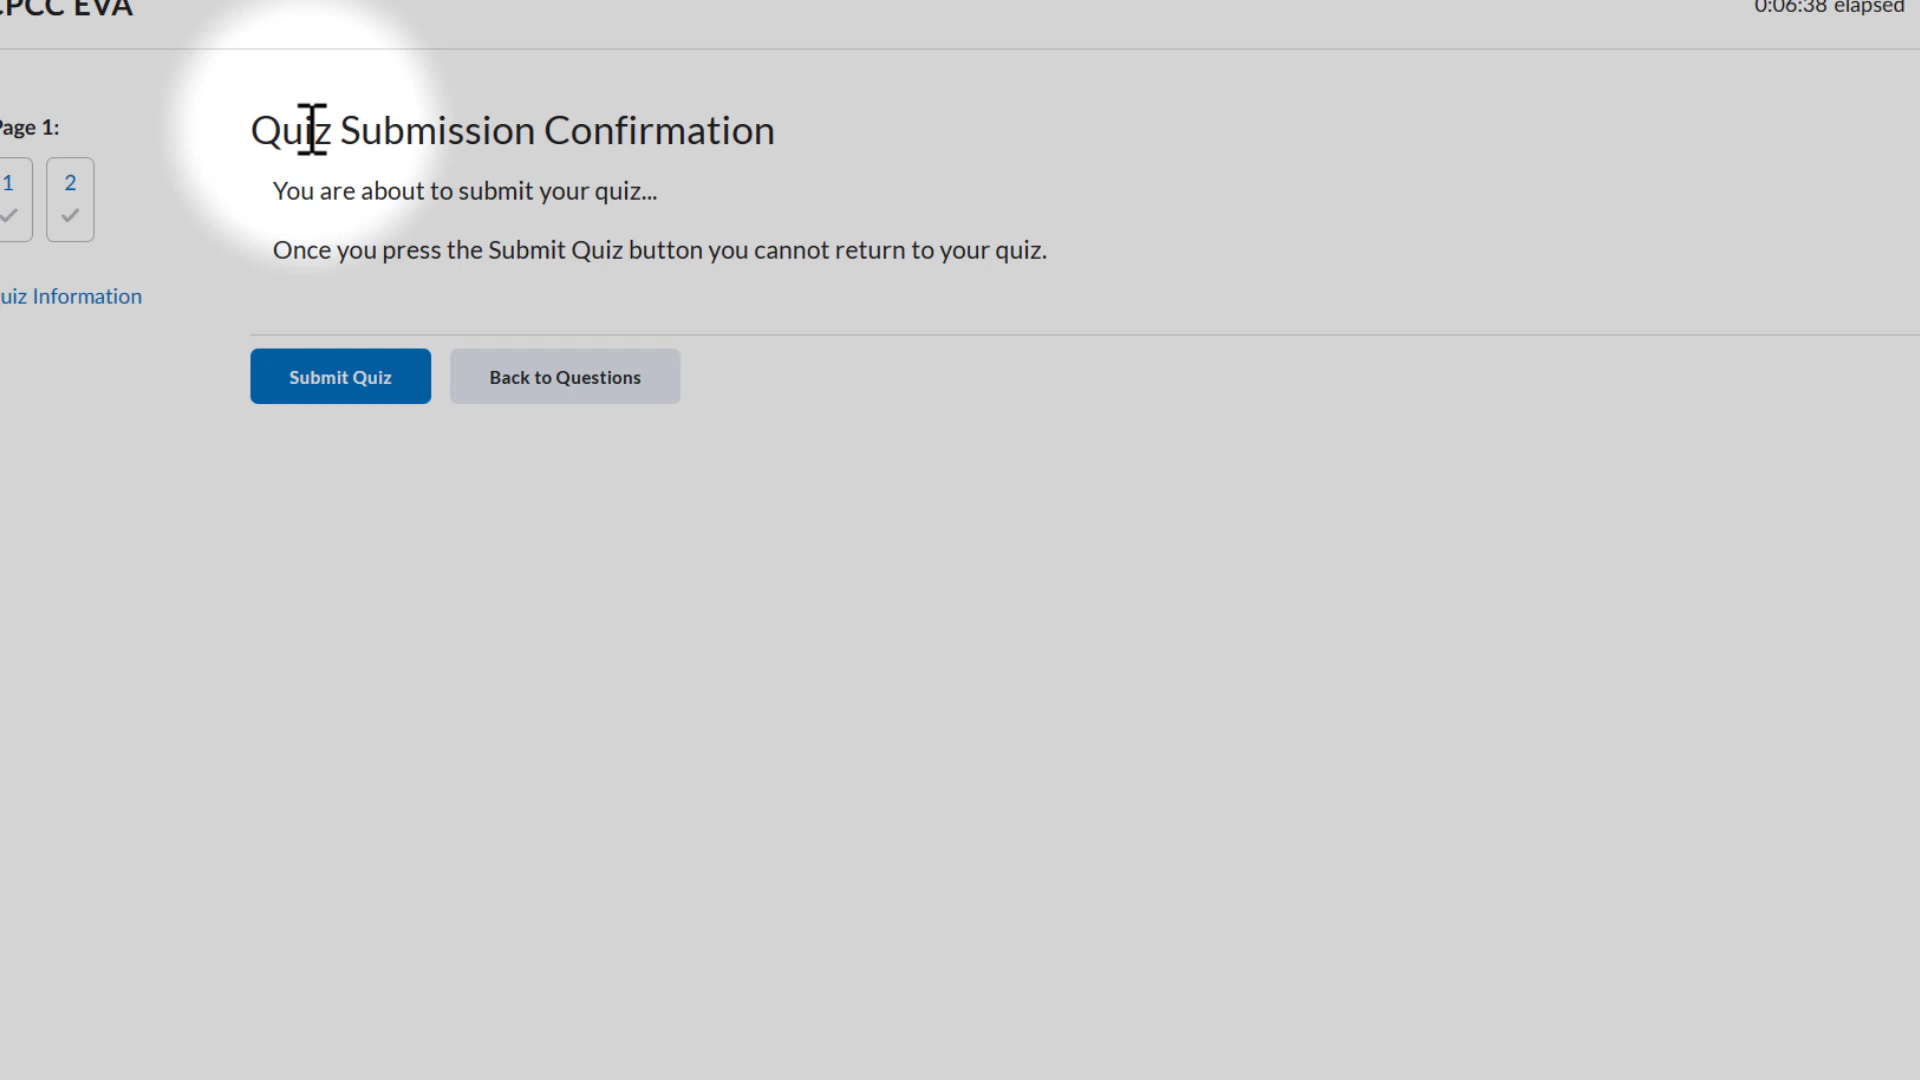 CPCC EVA
0:06:38 elapsed
Page 1:
1
2
Quiz Submission Confirmation
You are about to submit your quiz...
Once you press the Submit Quiz button you cannot return to your quiz.
uiz Information
Submit Quiz
Back to Questions